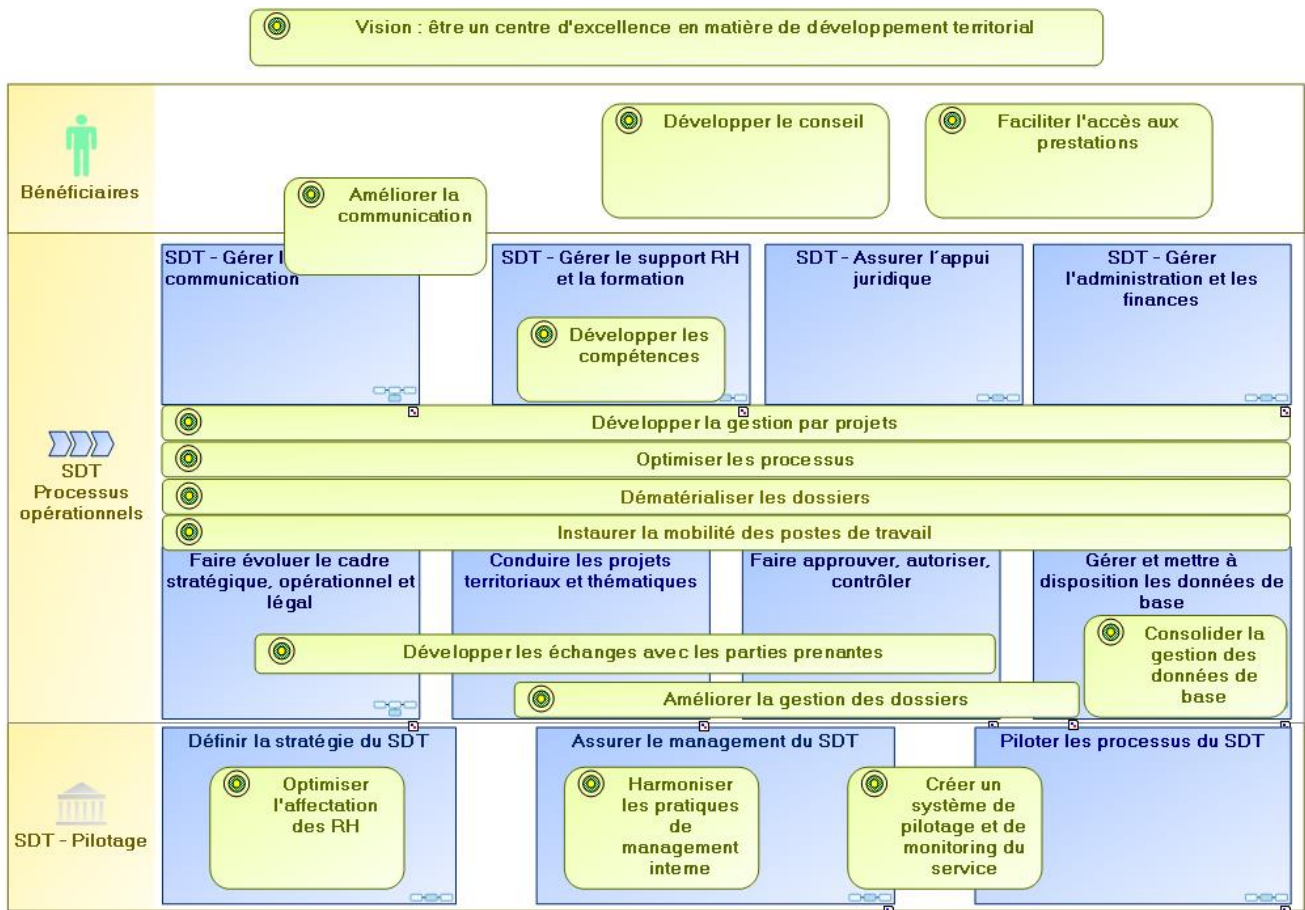 Vision : être un centre d'excellence en matière de développement territorial
Bénéficiaires
Développer le conseil
Faciliter l'accès aux
prestations
Améliorer la
communication
SDT
Processus
opérationnels
SDT - Gérer l
communication
SDT - Gérer le support RH
et la formation
Développer les
compétences
SDT - Assurer l'appui
juridique
SDT - Gérer
l'administration et les
finances
Développer la gestion par projets
Optimiser les processus
Dématérialiser les dossiers
Instaurer la mobilité des postes de travail
Faire évoluer le cadre
stratégique, opérationnel et
légal
Conduire les projets
territoriaux et thématiques
Faire approuver, autoriser,
contrôler
Gérer et mettre à
disposition les données de
base
Développer les échanges avec les parties prenantes
Améliorer la gestion des dossiers
Consolider la
gestion des
données de
base
SDT - Pilotage
Définir la stratégie du SDT
Optimiser
l'affectation
des RH
Assurer le management du SDT
Harmoniser
les pratiques
de
management
interne
Piloter les processus du SDT
Créer un
système de
pilotage et de
monitoring du
service